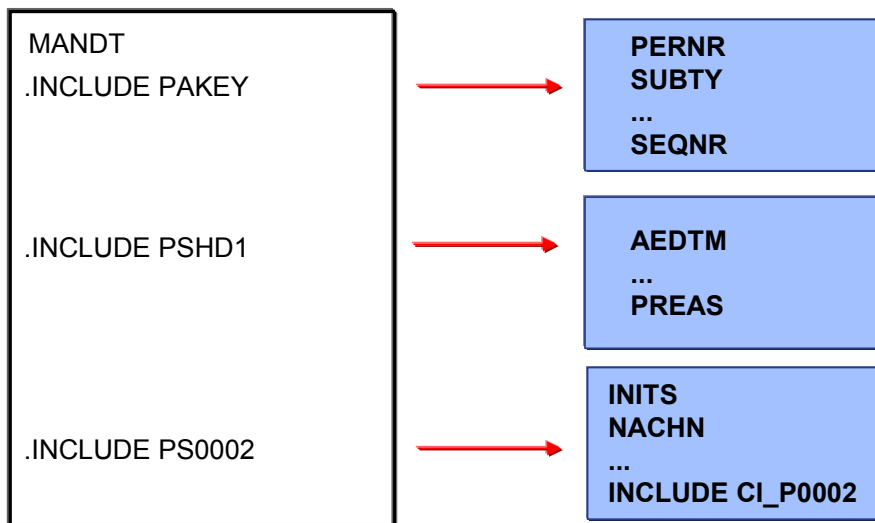 MANDT
.INCLUDE PAKEY
PERNR
SUBTY
...
SEQNR
.INCLUDE PSHD1
AEDTM
...
PREAS
.INCLUDE PS0002
INITS
NACHN
...
INCLUDE CI_P0002